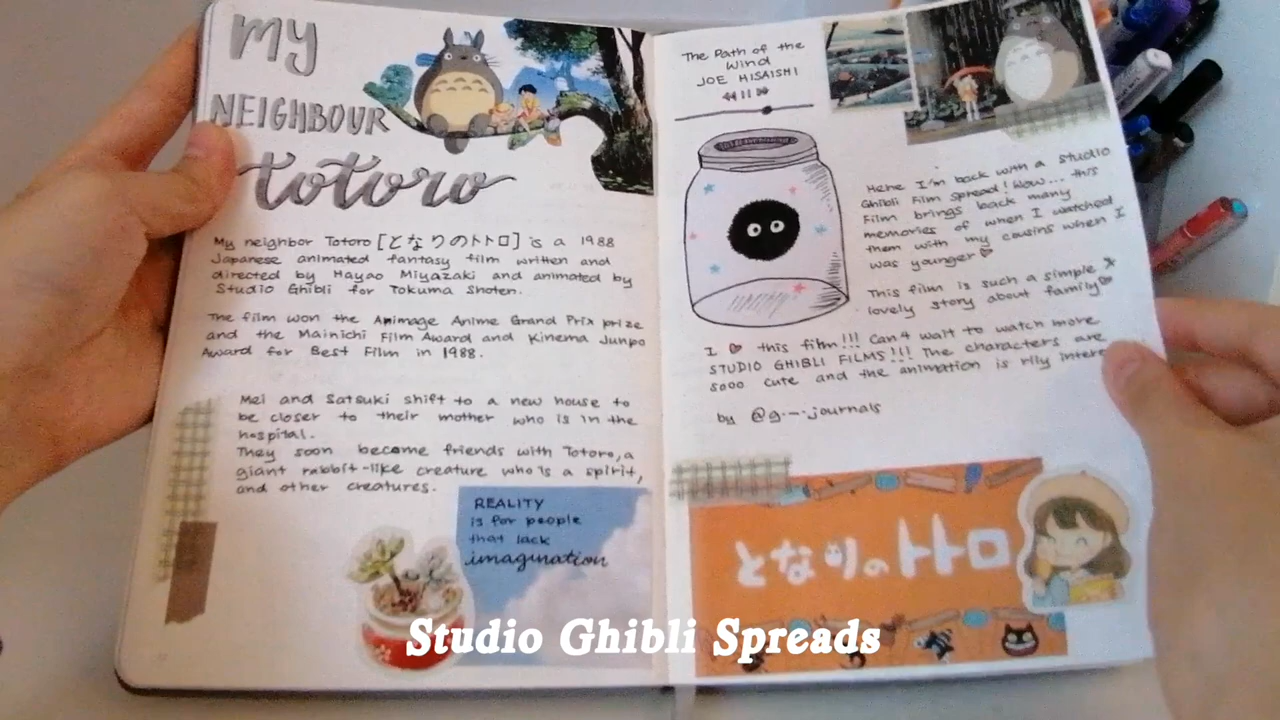 My
NEIGHBOUR
totoro
My neighbor Totoro [となりのトトロ] is a 1988
Japanese animated fantasy film written and
directed by Hayao Miyazaki and animated by
Studio Ghibli for Tokuma Shoten.
The film won the Animage Anime Grand Prix prize
and the Mainichi Film Award and Kinema Junpo
Award for Best Film in 1988.
Mei and Satsuki shift to a new house to
be closer to their mother who is in the
hospital.
They soon become friends with Totoro, a
giant rabbit-like creature who is a spirit,
and other creatures.
REALITY
is for people
that lack
imagination
The Path of the
Wind
JOE HISAISHI
Here I'm back with a studio
Ghibli Film spread! Wow... this
Film brings back many
memories of when I watched
them with my cousins when I
was younger
This film is such a simple,
lovely story about family
I ♥ this film!!! Can't wait to watch more
STUDIO GHIBLI FILMS!!! The characters are
sooo cute and the animation is rlly intere
by @g.-.journals
となりのトトロ
Studio Ghibli Spreads